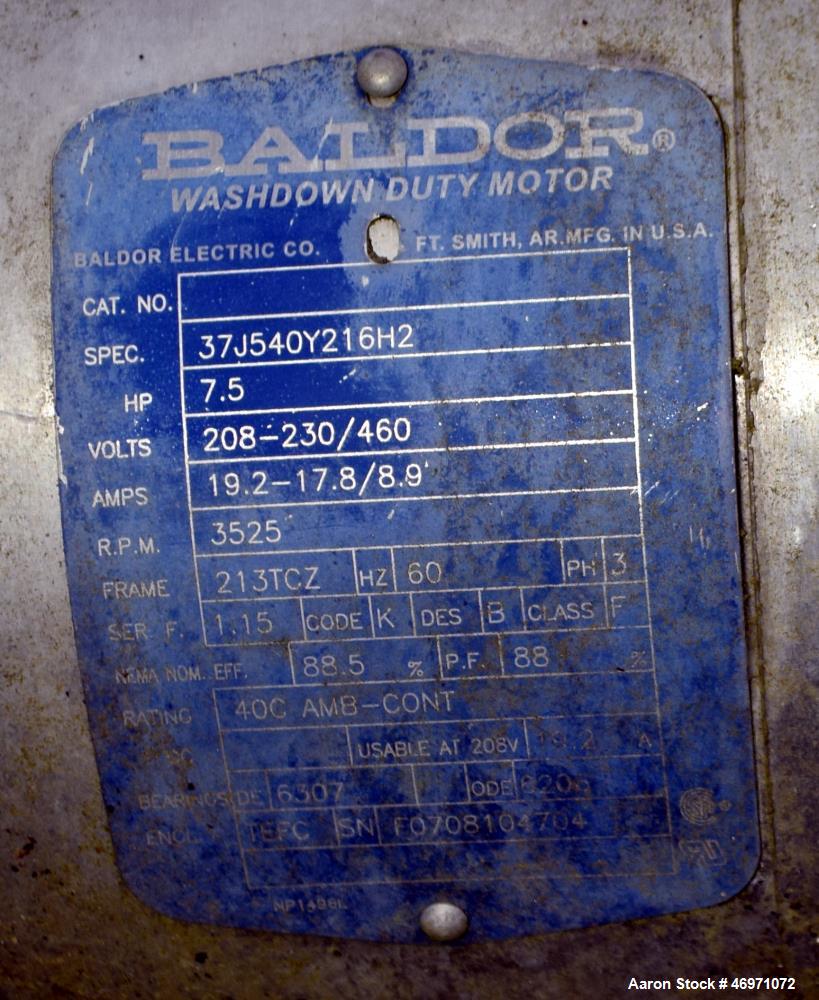 BALDOR®
WASHDOWN DUTY MOTOR
BALDOR ELECTRIC CO. FT. SMITH, AR. MFG. IN U.S.A.
CAT. NO.
SPEC. 37J540Y216H2
HP 7.5
VOLTS 208-230/460
AMPS 19.2-17.8/8.9
R.P.M. 3525
FRAME 213TCZ HZ 60 PH 3
SER. F. 1.15 CODE K DES B CLASS F
NEMA NOM. EFF. 88.5 % P.F. 88 %
RATING 40C AMB-CONT
USABLE AT 208V A
BEARINGS DE 6307 ODE
ENCL. TEFC SN F0708104704
Aaron Stock # 46971072